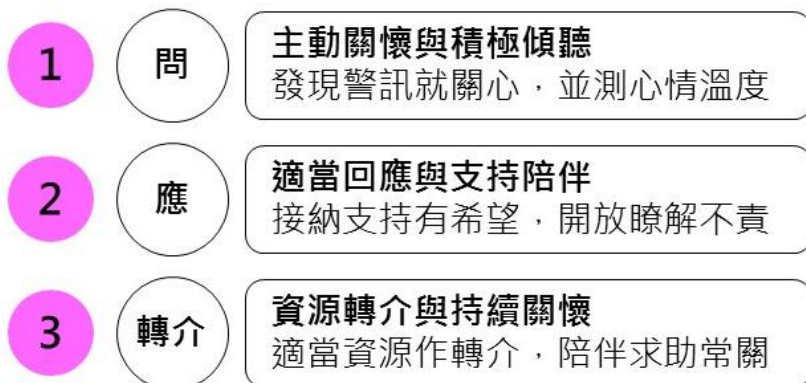 1
問
主動關懷與積極傾聽
發現警訊就關心，並測心情溫度
2
應
適當回應與支持陪伴
接納支持有希望，開放瞭解不責
3
轉介
資源轉介與持續關懷
適當資源作轉介，陪伴求助常關